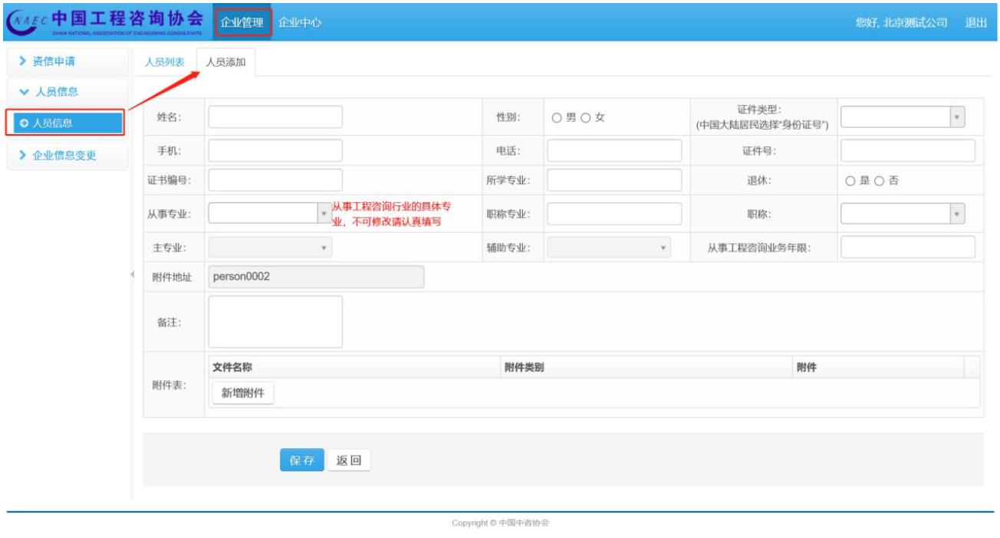 NAEC 中国工程咨询协会 企业管理 企业中心 您好, 北京测试公司 退出
CHINA NATIONAL ASSOCIATION OF ENGINEERING CONSULTANTS
资信申请
人员信息
人员信息
企业信息变更
人员列表 人员添加
姓名: 性别: 男 女 证件类型:
(中国大陆居民选择“身份证号”)
手机: 电话: 证件号:
证书编号: 所学专业: 退休: 是 否
从事专业: 从事工程咨询行业的具体专
业，不可修改请认真填写 职称专业: 职称:
主专业: 辅助专业: 从事工程咨询业务年限:
附件地址 person0002
备注:
附件表: 文件名称 附件类别 附件
新增附件
保存 返回
Copyright © 中国中咨协会